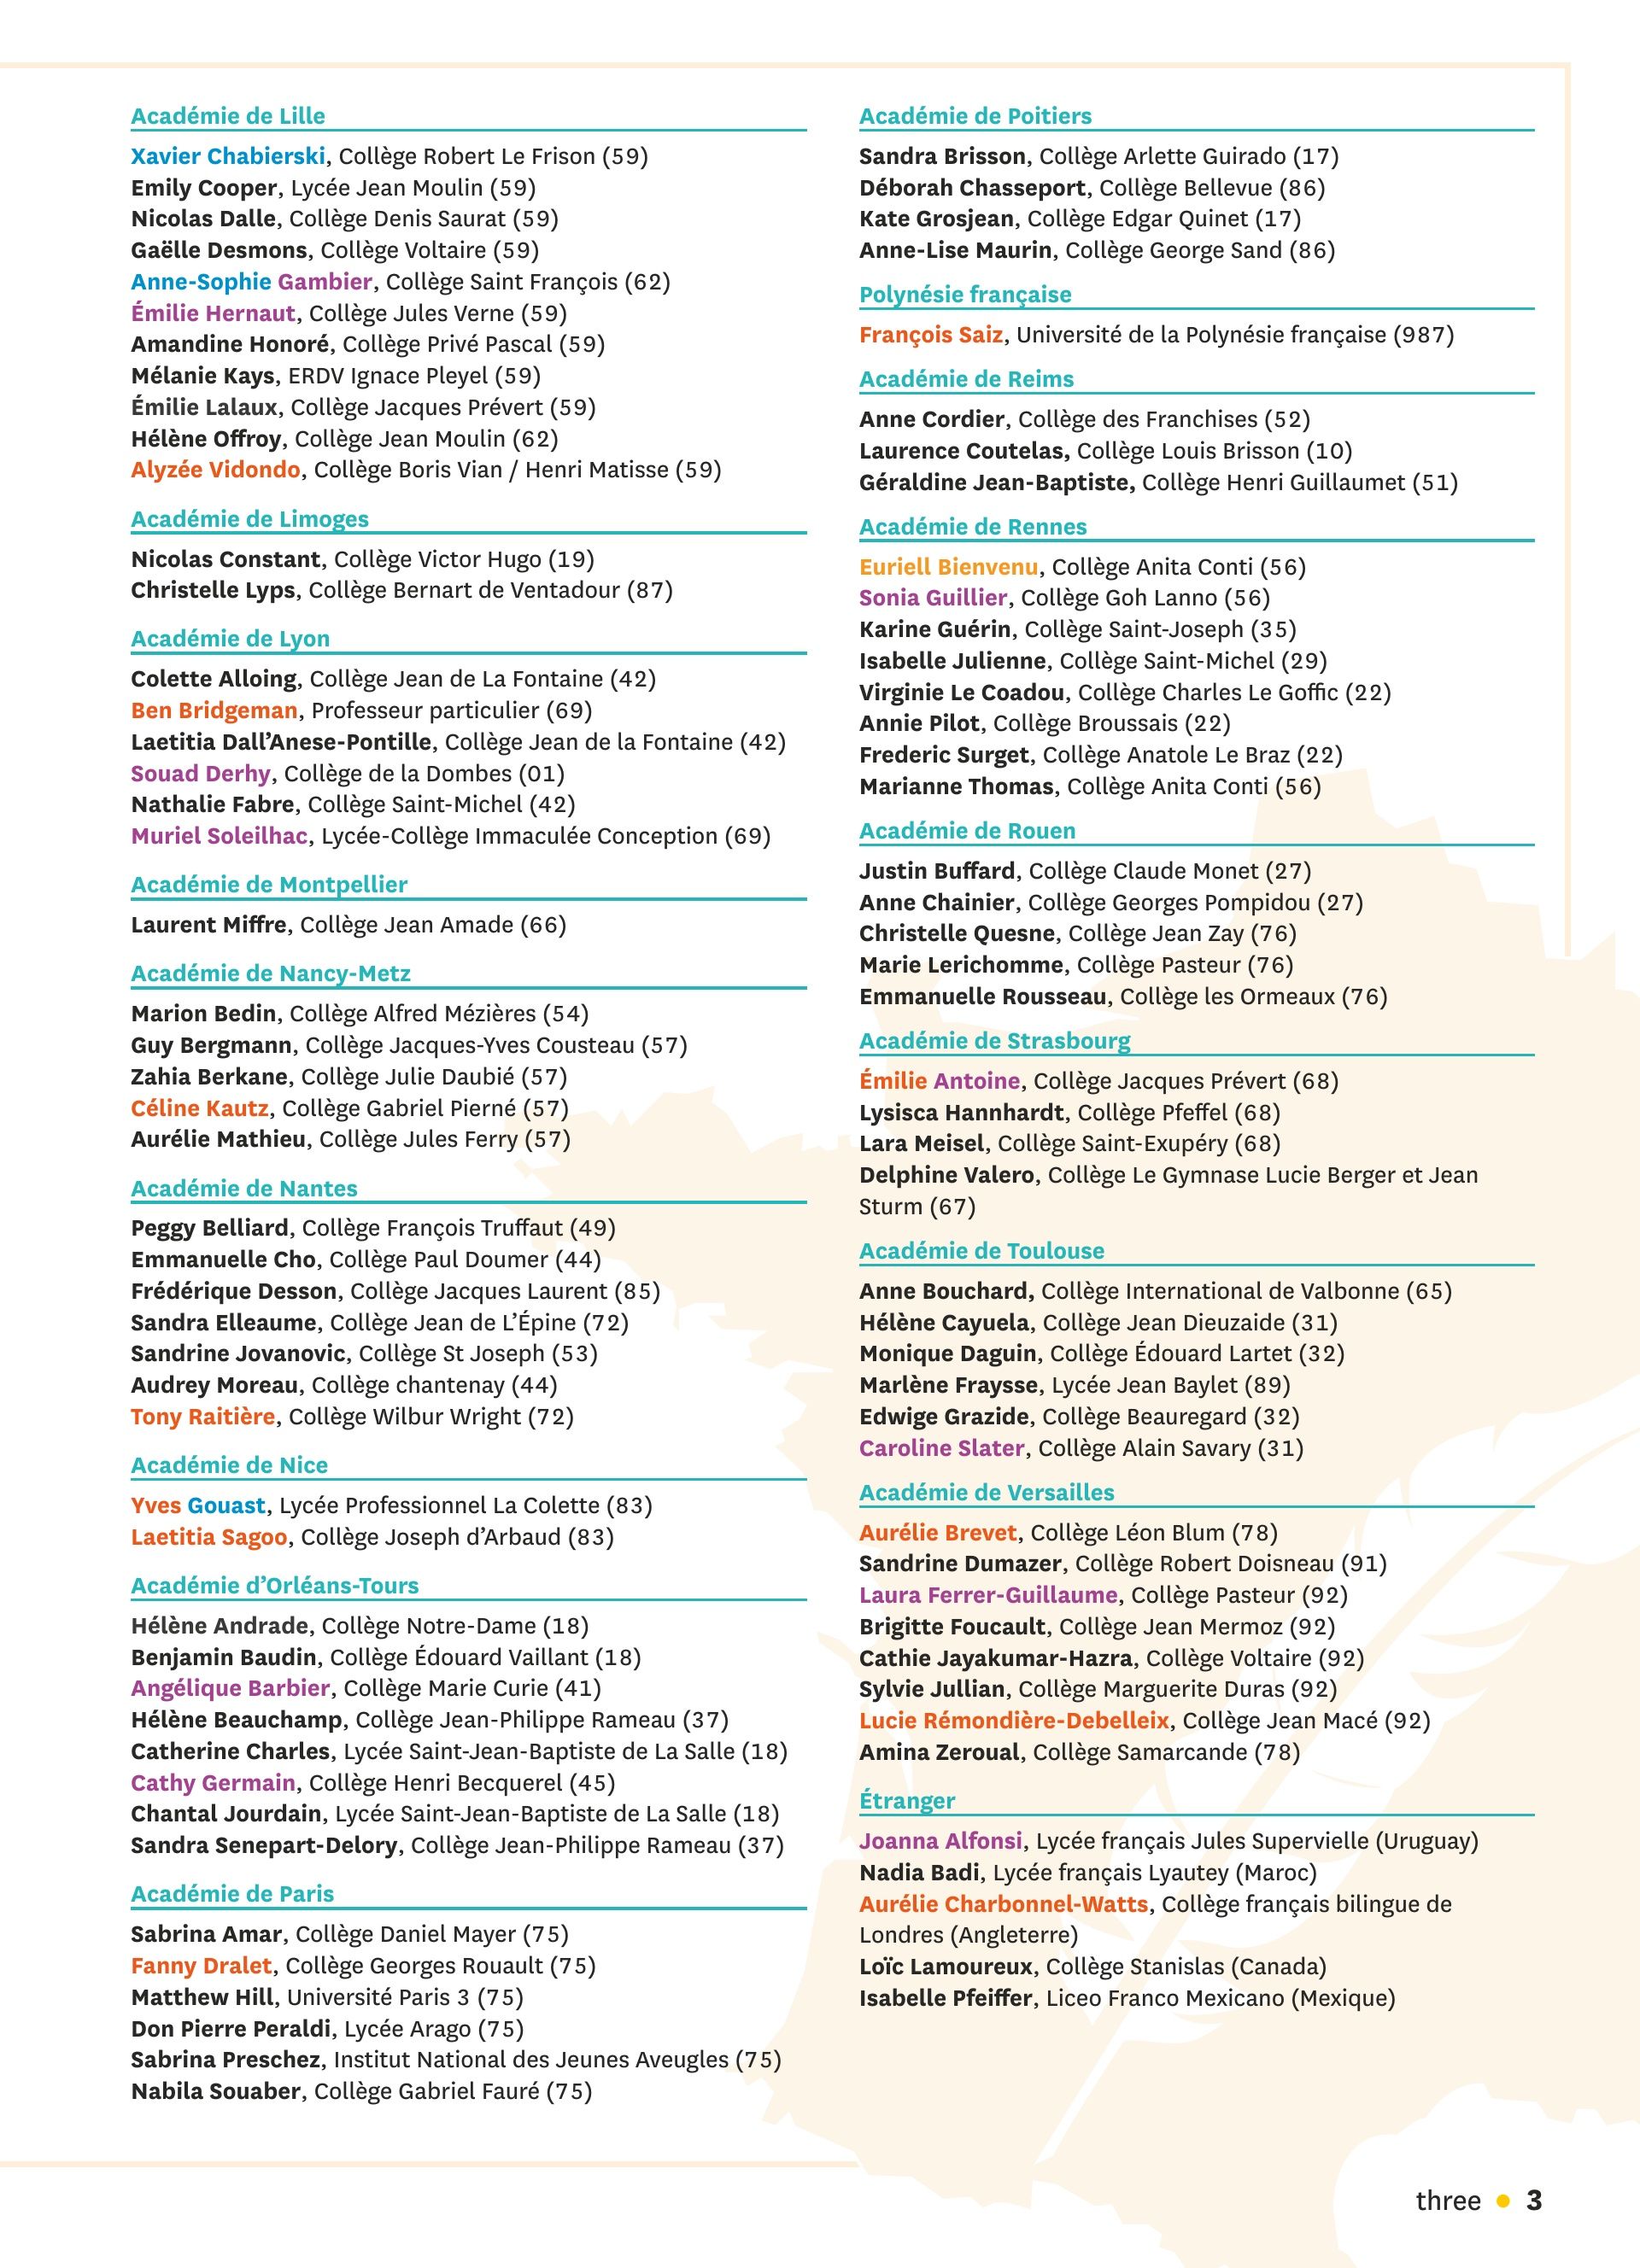 Académie de Lille
Xavier Chabierski, Collège Robert Le Frison (59)
Emily Cooper, Lycée Jean Moulin (59)
Nicolas Dalle, Collège Denis Saurat (59)
Gaëlle Desmons, Collège Voltaire (59)
Anne-Sophie Gambier, Collège Saint François (62)
Émilie Hernaut, Collège Jules Verne (59)
Amandine Honoré, Collège Privé Pascal (59)
Mélanie Kays, ERDV Ignace Pleyel (59)
Émilie Lalaux, Collège Jacques Prévert (59)
Hélène Offroy, Collège Jean Moulin (62)
Alyzée Vidondo, Collège Boris Vian / Henri Matisse (59)
Académie de Limoges
Nicolas Constant, Collège Victor Hugo (19)
Christelle Lyps, Collège Bernart de Ventadour (87)
Académie de Lyon
Colette Alloing, Collège Jean de La Fontaine (42)
Ben Bridgeman, Professeur particulier (69)
Laetitia Dall’Anese-Pontille, Collège Jean de la Fontaine (42)
Souad Derhy, Collège de la Dombes (01)
Nathalie Fabre, Collège Saint-Michel (42)
Muriel Soleilhac, Lycée-Collège Immaculée Conception (69)
Académie de Montpellier
Laurent Miffre, Collège Jean Amade (66)
Académie de Nancy-Metz
Marion Bedin, Collège Alfred Mézières (54)
Guy Bergmann, Collège Jacques-Yves Cousteau (57)
Zahia Berkane, Collège Julie Daubié (57)
Céline Kautz, Collège Gabriel Pierné (57)
Aurélie Mathieu, Collège Jules Ferry (57)
Académie de Nantes
Peggy Belliard, Collège François Truffaut (49)
Emmanuelle Cho, Collège Paul Doumer (44)
Frédérique Desson, Collège Jacques Laurent (85)
Sandra Elleaume, Collège Jean de L’Épine (72)
Sandrine Jovanovic, Collège St Joseph (53)
Audrey Moreau, Collège chantenay (44)
Tony Raitière, Collège Wilbur Wright (72)
Académie de Nice
Yves Gouast, Lycée Professionnel La Colette (83)
Laetitia Sagoo, Collège Joseph d’Arbaud (83)
Académie d’Orléans-Tours
Hélène Andrade, Collège Notre-Dame (18)
Benjamin Baudin, Collège Édouard Vaillant (18)
Angélique Barbier, Collège Marie Curie (41)
Hélène Beauchamp, Collège Jean-Philippe Rameau (37)
Catherine Charles, Lycée Saint-Jean-Baptiste de La Salle (18)
Cathy Germain, Collège Henri Becquerel (45)
Chantal Jourdain, Lycée Saint-Jean-Baptiste de La Salle (18)
Sandra Senepart-Delory, Collège Jean-Philippe Rameau (37)
Académie de Paris
Sabrina Amar, Collège Daniel Mayer (75)
Fanny Dralet, Collège Georges Rouault (75)
Matthew Hill, Université Paris 3 (75)
Don Pierre Peraldi, Lycée Arago (75)
Sabrina Preschez, Institut National des Jeunes Aveugles (75)
Nabila Souaber, Collège Gabriel Fauré (75)
Académie de Poitiers
Sandra Brisson, Collège Arlette Guirado (17)
Déborah Chasseport, Collège Bellevue (86)
Kate Grosjean, Collège Edgar Quinet (17)
Anne-Lise Maurin, Collège George Sand (86)
Polynésie française
François Saiz, Université de la Polynésie française (987)
Académie de Reims
Anne Cordier, Collège des Franchises (52)
Laurence Coutelas, Collège Louis Brisson (10)
Géraldine Jean-Baptiste, Collège Henri Guillaumet (51)
Académie de Rennes
Euriell Bienvenu, Collège Anita Conti (56)
Sonia Guillier, Collège Goh Lanno (56)
Karine Guérin, Collège Saint-Joseph (35)
Isabelle Julienne, Collège Saint-Michel (29)
Virginie Le Coadou, Collège Charles Le Goffic (22)
Annie Pilot, Collège Broussais (22)
Frederic Surget, Collège Anatole Le Braz (22)
Marianne Thomas, Collège Anita Conti (56)
Académie de Rouen
Justin Buffard, Collège Claude Monet (27)
Anne Chainier, Collège Georges Pompidou (27)
Christelle Quesne, Collège Jean Zay (76)
Marie Lerichomme, Collège Pasteur (76)
Emmanuelle Rousseau, Collège les Ormeaux (76)
Académie de Strasbourg
Émilie Antoine, Collège Jacques Prévert (68)
Lysisca Hannhardt, Collège Pfeffel (68)
Lara Meisel, Collège Saint-Exupéry (68)
Delphine Valero, Collège Le Gymnase Lucie Berger et Jean
Sturm (67)
Académie de Toulouse
Anne Bouchard, Collège International de Valbonne (65)
Hélène Cayuela, Collège Jean Dieuzaide (31)
Monique Daguin, Collège Édouard Lartet (32)
Marlène Fraysse, Lycée Jean Baylet (89)
Edwige Grazide, Collège Beauregard (32)
Caroline Slater, Collège Alain Savary (31)
Académie de Versailles
Aurélie Brevet, Collège Léon Blum (78)
Sandrine Dumazer, Collège Robert Doisneau (91)
Laura Ferrer-Guillaume, Collège Pasteur (92)
Brigitte Foucault, Collège Jean Mermoz (92)
Cathie Jayakumar-Hazra, Collège Voltaire (92)
Sylvie Jullian, Collège Marguerite Duras (92)
Lucie Rémondière-Debelleix, Collège Jean Macé (92)
Amina Zeroual, Collège Samarcande (78)
Étranger
Joanna Alfonsi, Lycée français Jules Supervielle (Uruguay)
Nadia Badi, Lycée français Lyautey (Maroc)
Aurélie Charbonnel-Watts, Collège français bilingue de
Londres (Angleterre)
Loïc Lamoureux, Collège Stanislas (Canada)
Isabelle Pfeiffer, Liceo Franco Mexicano (Mexique)
three • 3